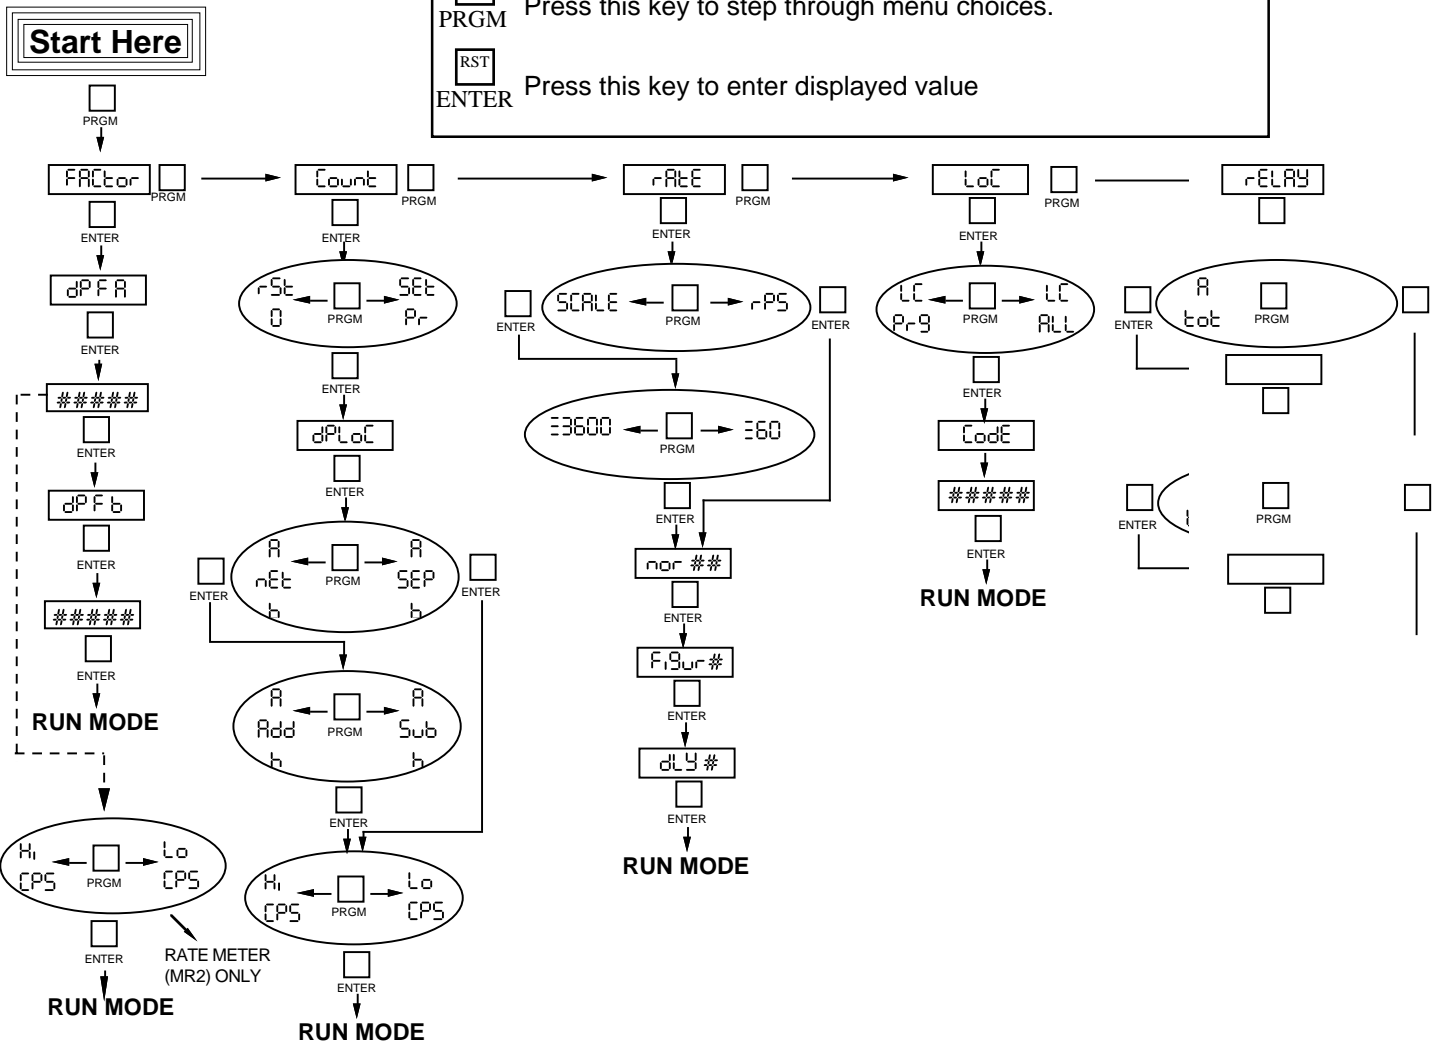 Press this key to step through menu choices.
PRGM
RST
ENTER
Press this key to enter displayed value
Start Here
PRGM
FACtor
PRGM
Count
PRGM
rAtE
PRGM
LoC
PRGM
rELAY
ENTER
ENTER
ENTER
ENTER
dPFA
ENTER
#####
ENTER
dPFb
ENTER
#####
ENTER
RUN MODE
Hi
CPS
PRGM
Lo
CPS
ENTER
RATE METER
(MR2) ONLY
RUN MODE
rSt
0
PRGM
SEt
Pr
ENTER
dPLoC
ENTER
ENTER
A
nEt
b
PRGM
A
SEP
b
ENTER
A
Add
b
PRGM
A
Sub
b
ENTER
Hi
CPS
PRGM
Lo
CPS
ENTER
RUN MODE
ENTER
SCALE
PRGM
rPS
ENTER
3600
PRGM
60
ENTER
nor ##
ENTER
Figur#
ENTER
dLY #
ENTER
RUN MODE
LC
Prg
PRGM
LC
ALL
ENTER
CodE
#####
ENTER
RUN MODE
ENTER
A
tot
PRGM
ENTER
PRGM